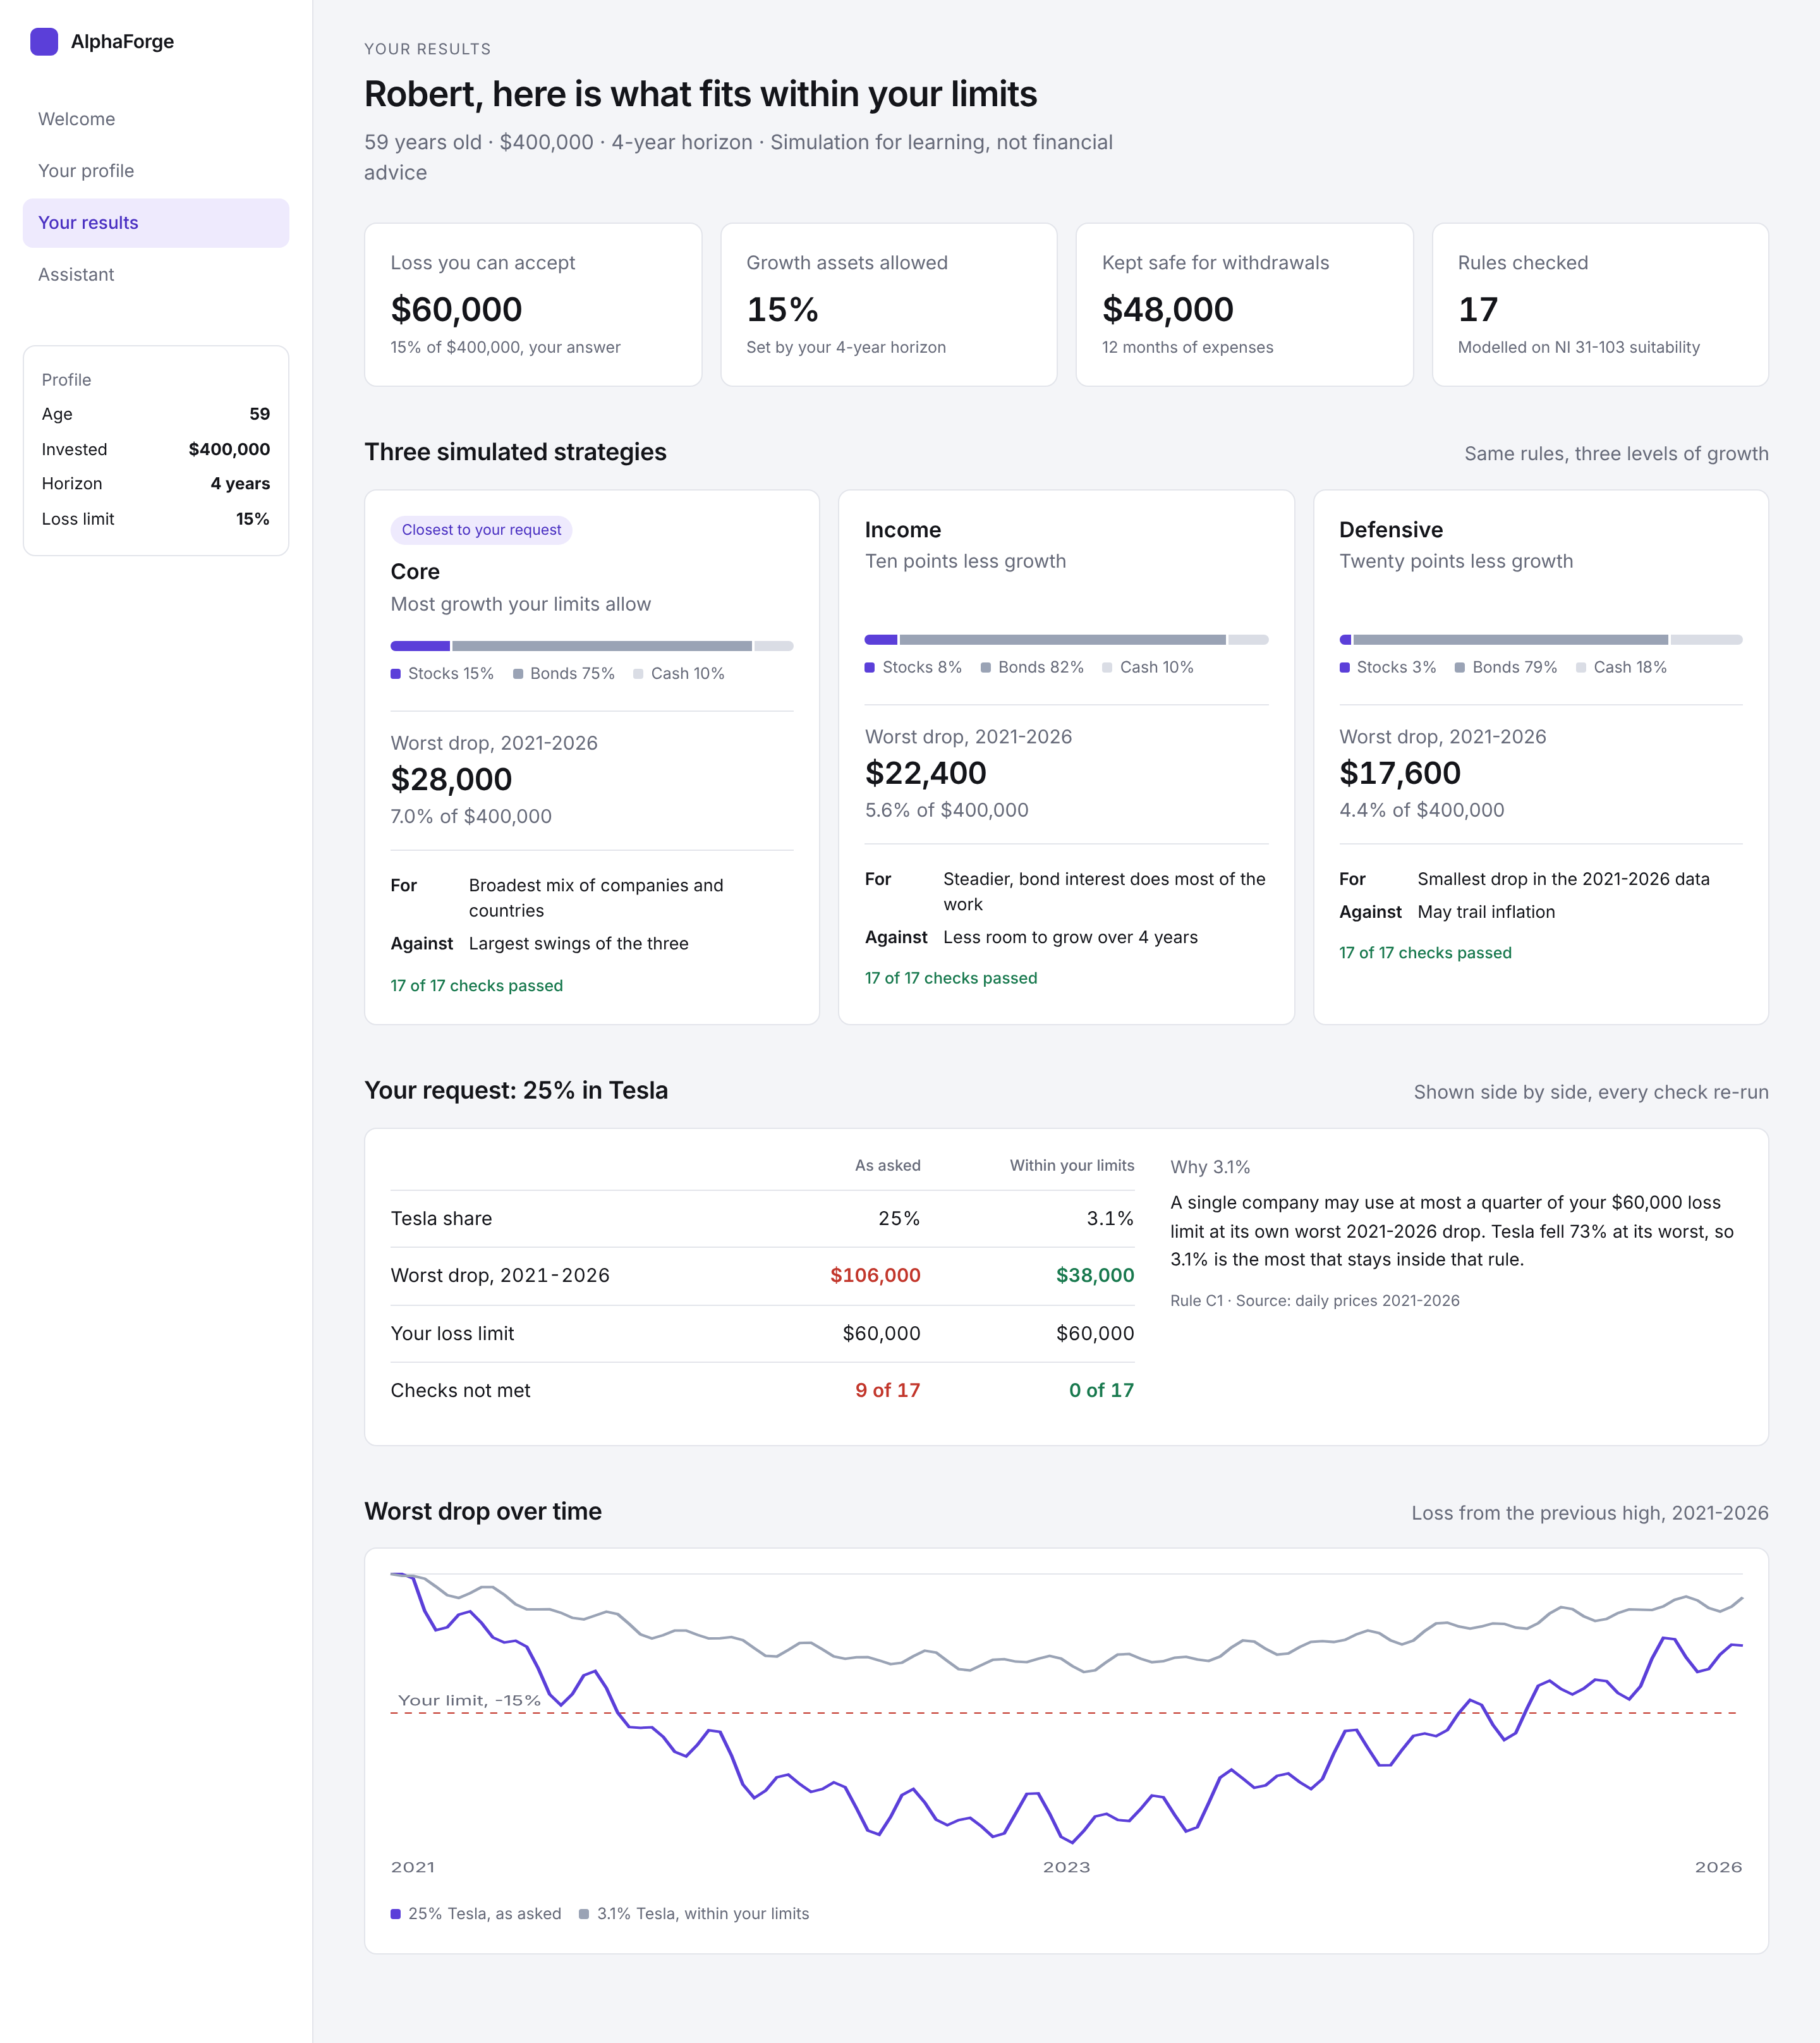 AlphaForge
Welcome
Your profile
Your results
Assistant
Profile
Age 59
Invested $400,000
Horizon 4 years
Loss limit 15%
YOUR RESULTS
Robert, here is what fits within your limits
59 years old · $400,000 · 4-year horizon · Simulation for learning, not financial
advice
Loss you can accept
$60,000
15% of $400,000, your answer
Growth assets allowed
15%
Set by your 4-year horizon
Kept safe for withdrawals
$48,000
12 months of expenses
Rules checked
17
Modelled on NI 31-103 suitability
Three simulated strategies
Same rules, three levels of growth
Closest to your request
Core
Most growth your limits allow
Stocks 15% Bonds 75% Cash 10%
Worst drop, 2021-2026
$28,000
7.0% of $400,000
For Broadest mix of companies and
countries
Against Largest swings of the three
17 of 17 checks passed
Income
Ten points less growth
Stocks 8% Bonds 82% Cash 10%
Worst drop, 2021-2026
$22,400
5.6% of $400,000
For Steadier, bond interest does most of the
work
Against Less room to grow over 4 years
17 of 17 checks passed
Defensive
Twenty points less growth
Stocks 3% Bonds 79% Cash 18%
Worst drop, 2021-2026
$17,600
4.4% of $400,000
For Smallest drop in the 2021-2026 data
Against May trail inflation
17 of 17 checks passed
Your request: 25% in Tesla
Shown side by side, every check re-run
As asked Within your limits
Tesla share 25% 3.1%
Worst drop, 2021-2026 $106,000 $38,000
Your loss limit $60,000 $60,000
Checks not met 9 of 17 0 of 17
Why 3.1%
A single company may use at most a quarter of your $60,000 loss
limit at its own worst 2021-2026 drop. Tesla fell 73% at its worst, so
3.1% is the most that stays inside that rule.
Rule C1 · Source: daily prices 2021-2026
Worst drop over time
Loss from the previous high, 2021-2026
Your limit, -15%
2021 2023 2026
25% Tesla, as asked 3.1% Tesla, within your limits